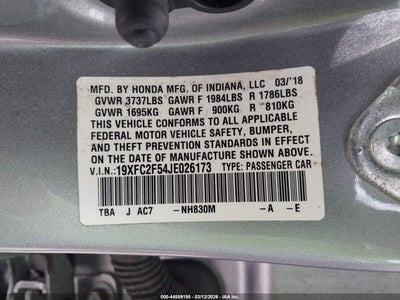 MFD. BY HONDA MFG. OF INDIANA, LLC 03/'18
GVWR 3737LBS GAWR F 1984LBS R 1786LBS
GVWR 1695KG GAWR F 900KG R 810KG
THIS VEHICLE CONFORMS TO ALL APPLICABLE
FEDERAL MOTOR VEHICLE SAFETY, BUMPER,
AND THEFT PREVENTION STANDARDS IN EFFECT
ON THE DATE OF MANUFACTURE SHOWN ABOVE.
V.I.N.: 19XFC2F54JE026173 TYPE: PASSENGER CAR
TBA J AC7 -NH830M -A -E
000-44589190 - 03/12/2026 - IAA Inc.